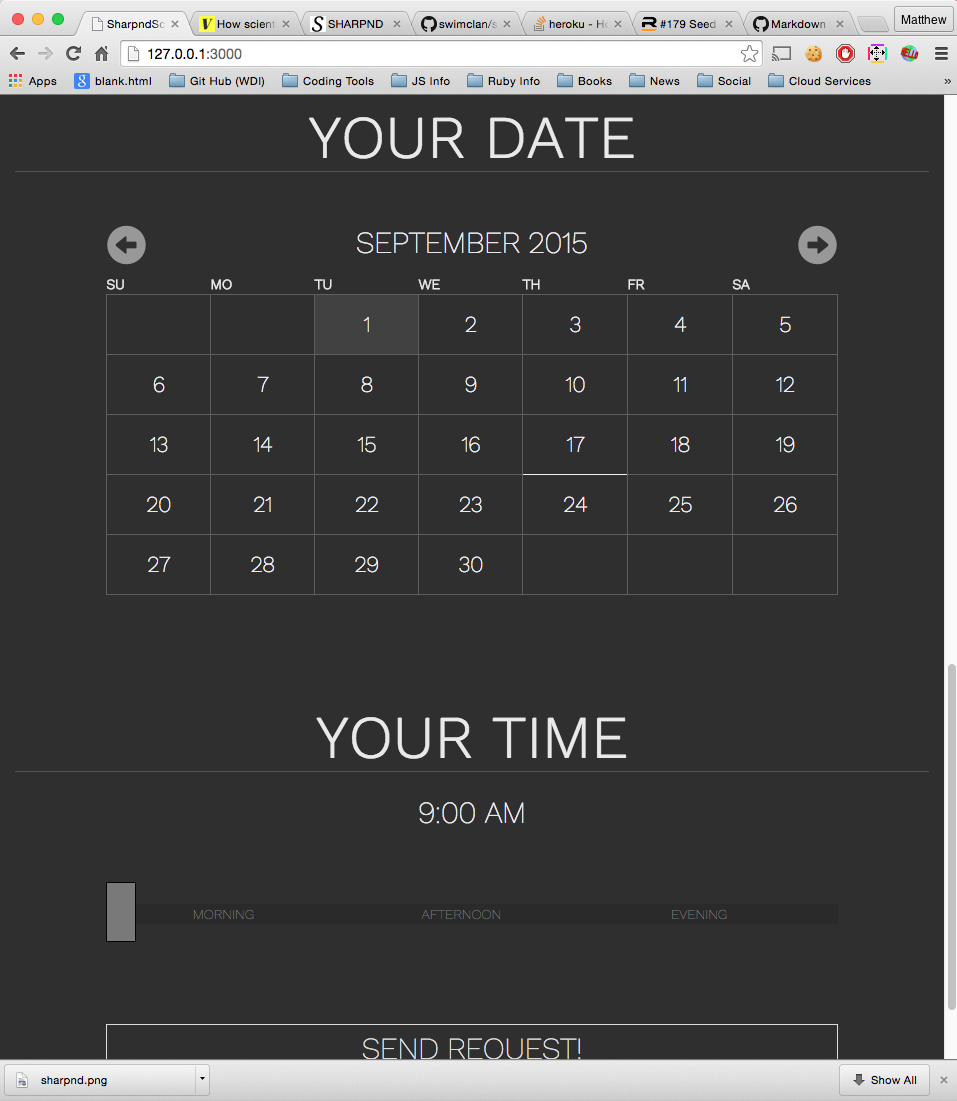 SharpndSc
How scient
SHARPND
swimclan/s
heroku - Ho
#179 Seed
Markdown
Matthew
127.0.0.1:3000
Apps
blank.html
Git Hub (WDI)
Coding Tools
JS Info
Ruby Info
Books
News
Social
Cloud Services
»
YOUR DATE
SEPTEMBER 2015
SU MO TU WE TH FR SA
1 2 3 4 5
6 7 8 9 10 11 12
13 14 15 16 17 18 19
20 21 22 23 24 25 26
27 28 29 30
YOUR TIME
9:00 AM
MORNING AFTERNOON EVENING
SEND REQUEST!
sharpnd.png
Show All